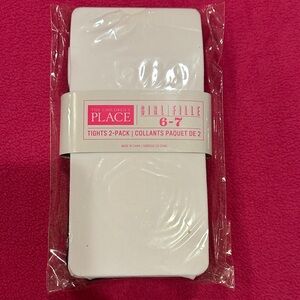 THE CHILDREN'S
PLACE
GIRL | FILLE
6-7
TIGHTS 2-PACK | COLLANTS PAQUET DE 2